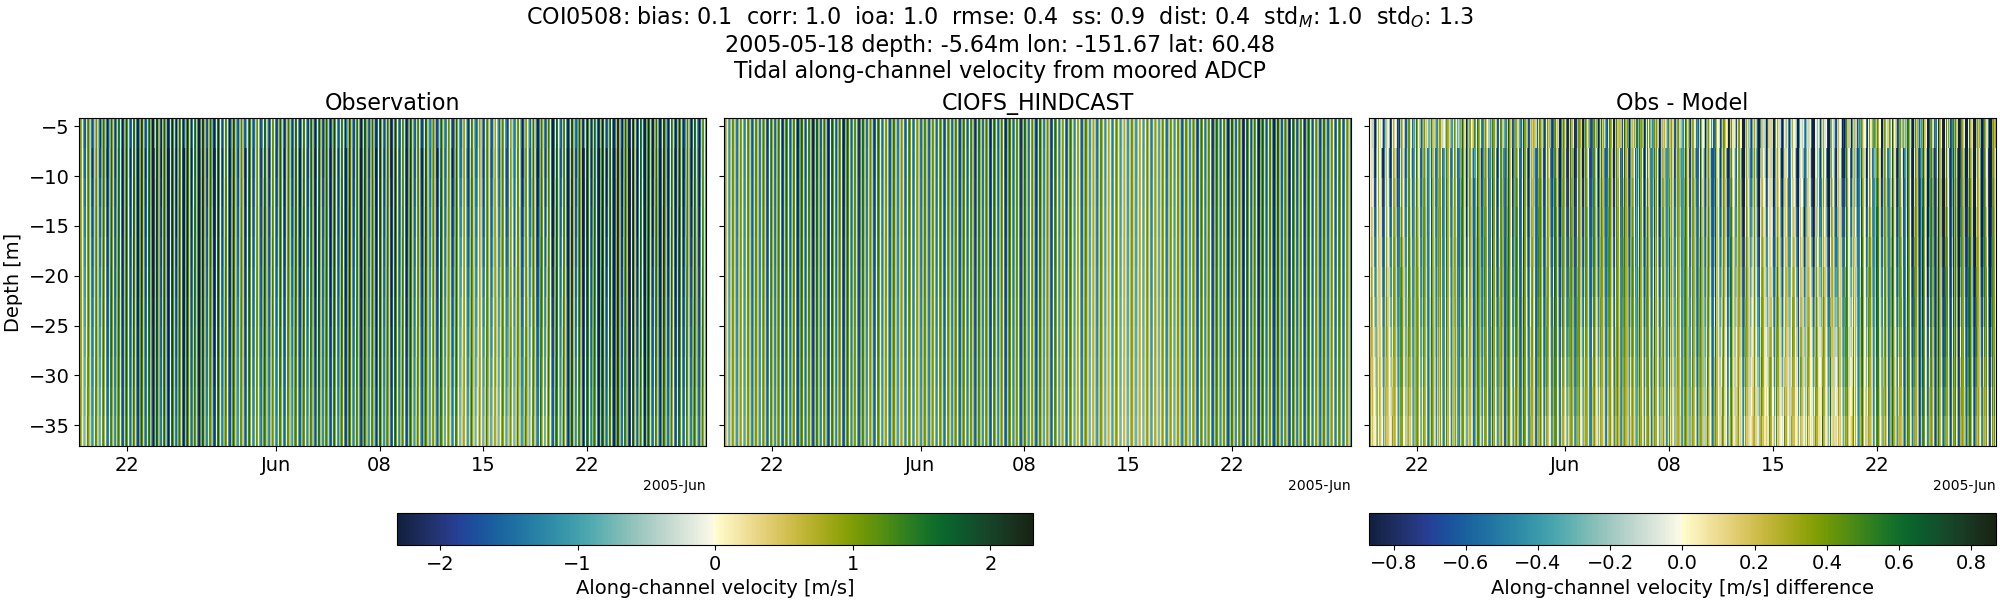 COI0508: bias: 0.1 corr: 1.0 ioa: 1.0 rmse: 0.4 ss: 0.9 dist: 0.4 std_M: 1.0 std_O: 1.3
2005-05-18 depth: -5.64m lon: -151.67 lat: 60.48
Tidal along-channel velocity from moored ADCP
Observation CIOFS_HINDCAST Obs - Model
Depth [m]
−5
−10
−15
−20
−25
−30
−35
22 Jun 08 15 22 22 Jun 08 15 22 22 Jun 08 15 22
2005-Jun 2005-Jun 2005-Jun
−2 −1 0 1 2 −0.8 −0.6 −0.4 −0.2 0.0 0.2 0.4 0.6 0.8
Along-channel velocity [m/s] Along-channel velocity [m/s] difference